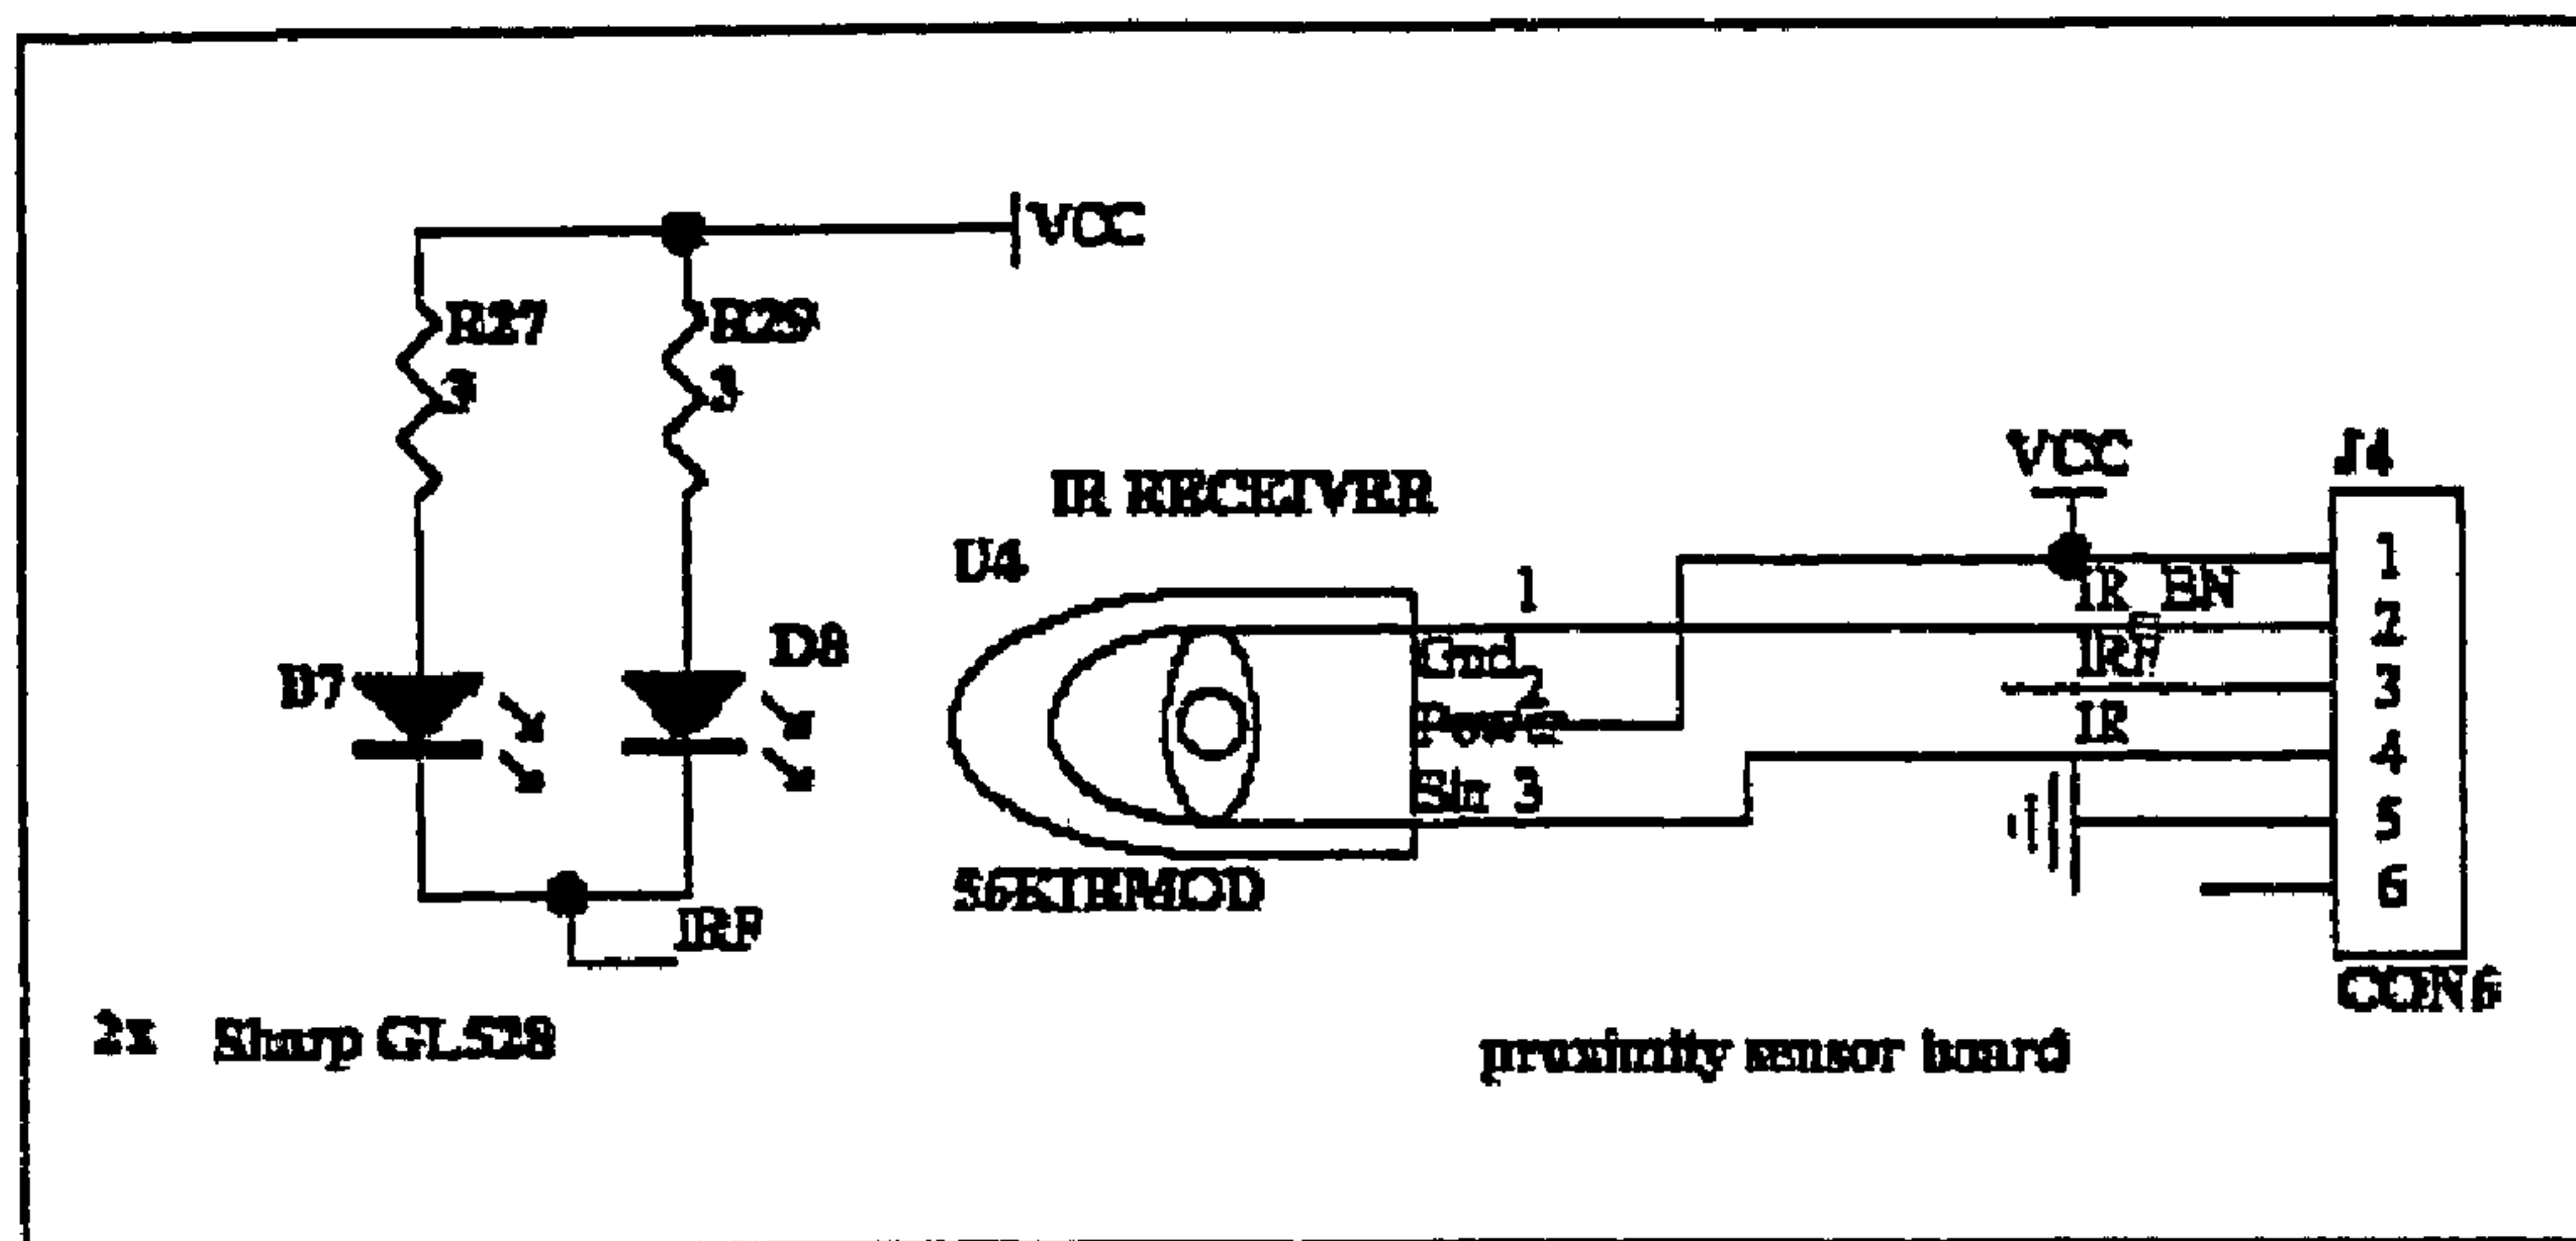 VCC
R27
3
R29
3
D7
D8
IRF
2x Sharp GL528
IR RECEIVER
U4
1
Gnd
2
Power
3
56KIRMOD
VCC
J4
1
IR_EN
2
IRF
3
IR
4
5
6
CON6
proximity sensor board